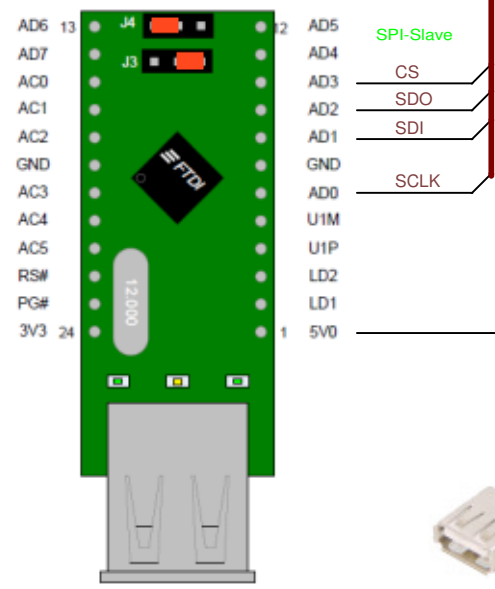 AD6 13 J4 12 AD5
SPI-Slave
AD7 J3 AD4
AC0 AD3 CS
AC1 AD2 SDO
AC2 AD1 SDI
GND FTDI GND
AC3 AD0 SCLK
AC4 U1M
AC5 U1P
RS# 12.000 LD2
PG# LD1
3V3 24 1 5V0